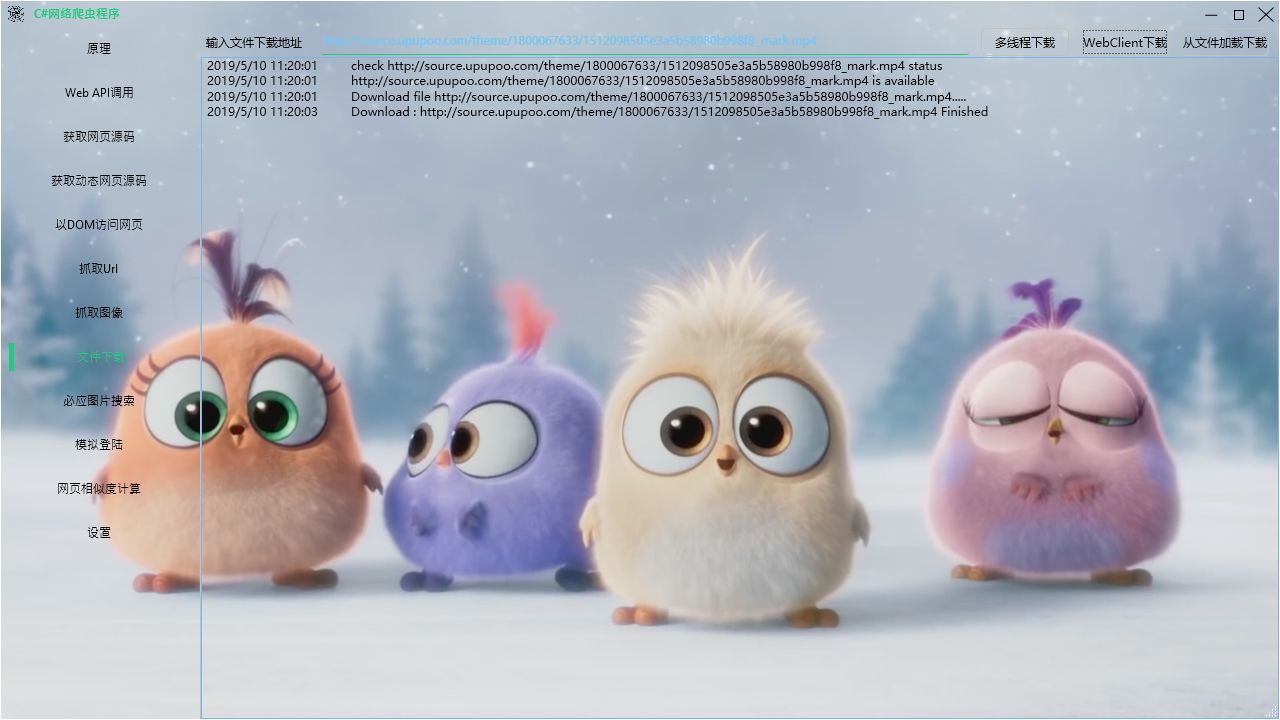 C#网络爬虫程序
原理
Web API调用
获取网页源码
获取动态网页源码
以DOM访问网页
抓取Url
抓取图像
文件下载
必应图片搜索
模拟登陆
网页相似度计算
设置
输入文件下载地址 http://source.upupoo.com/theme/1800067633/1512098505e3a5b58980b998f8_mark.mp4 多线程下载 WebClient下载 从文件加载下载
2019/5/10 11:20:01 check http://source.upupoo.com/theme/1800067633/1512098505e3a5b58980b998f8_mark.mp4 status
2019/5/10 11:20:01 http://source.upupoo.com/theme/1800067633/1512098505e3a5b58980b998f8_mark.mp4 is available
2019/5/10 11:20:01 Download file http://source.upupoo.com/theme/1800067633/1512098505e3a5b58980b998f8_mark.mp4.....
2019/5/10 11:20:03 Download : http://source.upupoo.com/theme/1800067633/1512098505e3a5b58980b998f8_mark.mp4 Finished